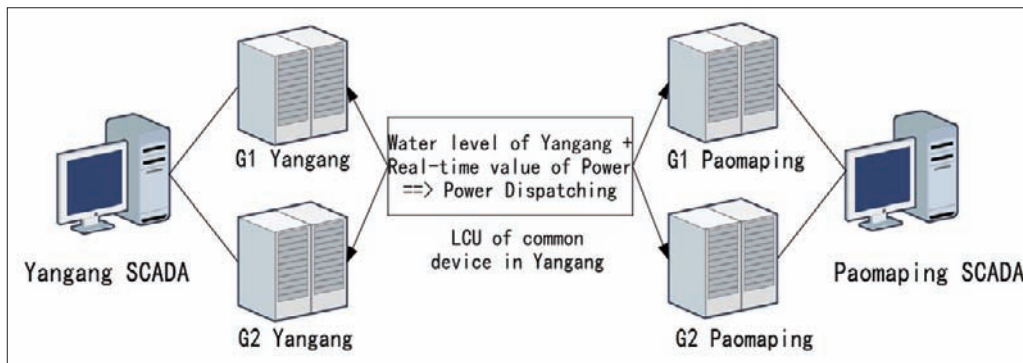 G1 Yangang
G1 Paomaping
Water level of Yangang +
Real-time value of Power
==> Power Dispatching
LCU of common
device in Yangang
Yangang SCADA
Paomaping SCADA
G2 Yangang
G2 Paomaping